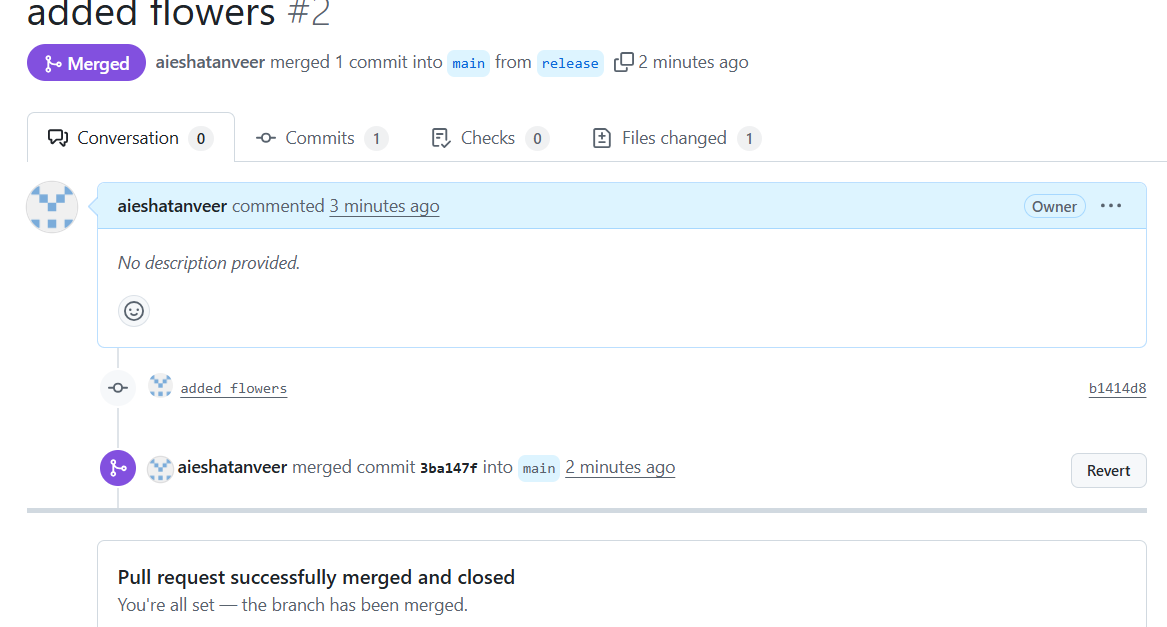 added flowers #2
Merged aieshatanveer merged 1 commit into main from release 2 minutes ago
Conversation 0 Commits 1 Checks 0 Files changed 1
aieshatanveer commented 3 minutes ago Owner
No description provided.
added flowers b1414d8
aieshatanveer merged commit 3ba147f into main 2 minutes ago Revert
Pull request successfully merged and closed
You're all set — the branch has been merged.